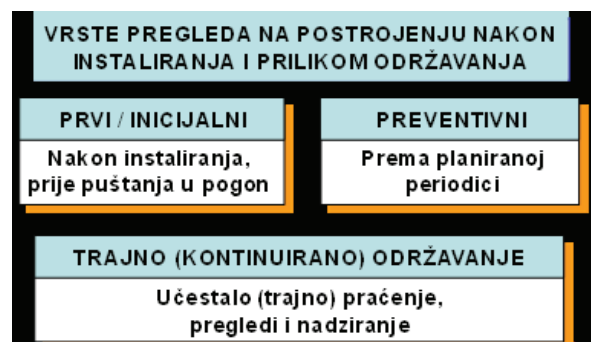 VRSTE PREGLEDA NA POSTROJENJU NAKON
INSTALIRANJA I PRILIKOM ODRŽAVANJA
PRVI / INICIJALNI
Nakon instaliranja,
prije puštanja u pogon
PREVENTIVNI
Prema planiranoj
periodici
TRAJNO (KONTINUIRANO) ODRŽAVANJE
Učestalo (trajno) praćenje,
pregledi i nadziranje